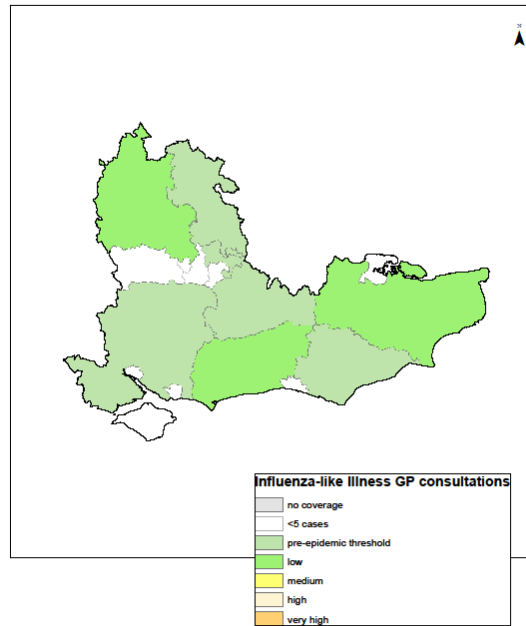 N
Influenza-like Illness GP consultations
no coverage
<5 cases
pre-epidemic threshold
low
medium
high
very high